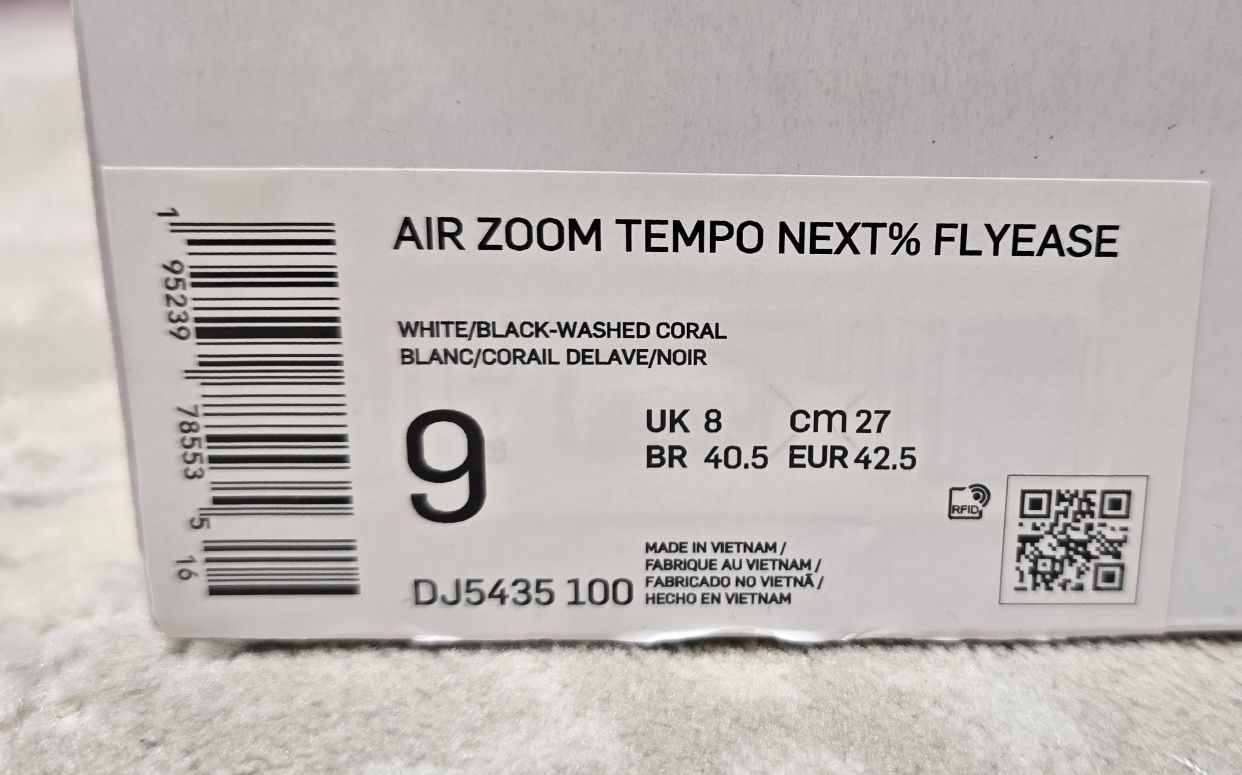 AIR ZOOM TEMPO NEXT% FLYEASE
WHITE/BLACK-WASHED CORAL
BLANC/CORAIL DELAVE/NOIR
9
UK 8 cm 27
BR 40.5 EUR 42.5
RFID
MADE IN VIETNAM /
FABRIQUE AU VIETNAM /
FABRICADO NO VIETNÃ /
HECHO EN VIETNAM
DJ5435 100
1 95239 78553 5 16